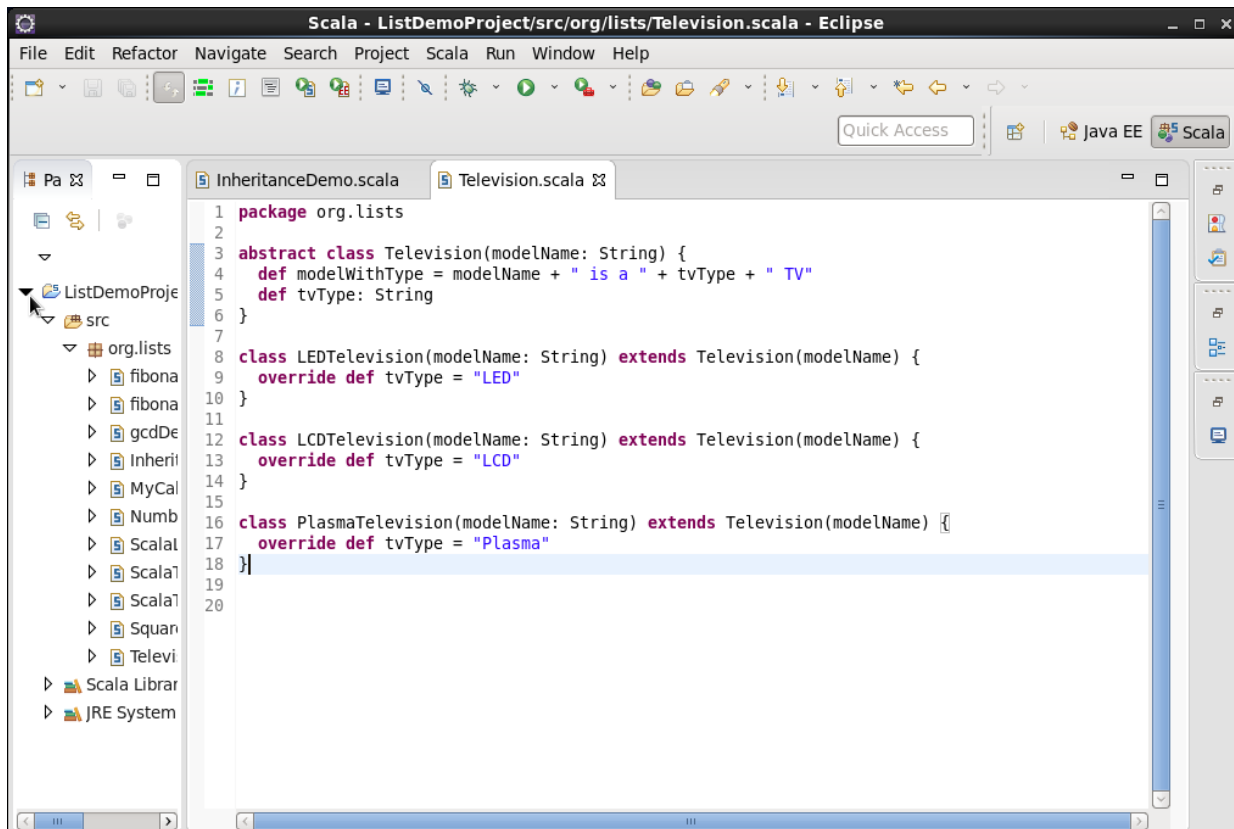 Scala - ListDemoProject/src/org/lists/Television.scala - Eclipse
File Edit Refactor Navigate Search Project Scala Run Window Help
Quick Access Java EE Scala
Pa InheritanceDemo.scala Television.scala
ListDemoProje
src
org.lists
fibona
fibona
gcdDe
Inherit
MyCal
Numb
ScalaL
ScalaT
ScalaT
Square
Televi
Scala Librar
JRE System
1 package org.lists
2
3 abstract class Television(modelName: String) {
4 def modelWithType = modelName + " is a " + tvType + " TV"
5 def tvType: String
6 }
7
8 class LEDTelevision(modelName: String) extends Television(modelName) {
9 override def tvType = "LED"
10 }
11
12 class LCDTelevision(modelName: String) extends Television(modelName) {
13 override def tvType = "LCD"
14 }
15
16 class PlasmaTelevision(modelName: String) extends Television(modelName) {
17 override def tvType = "Plasma"
18 }
19
20